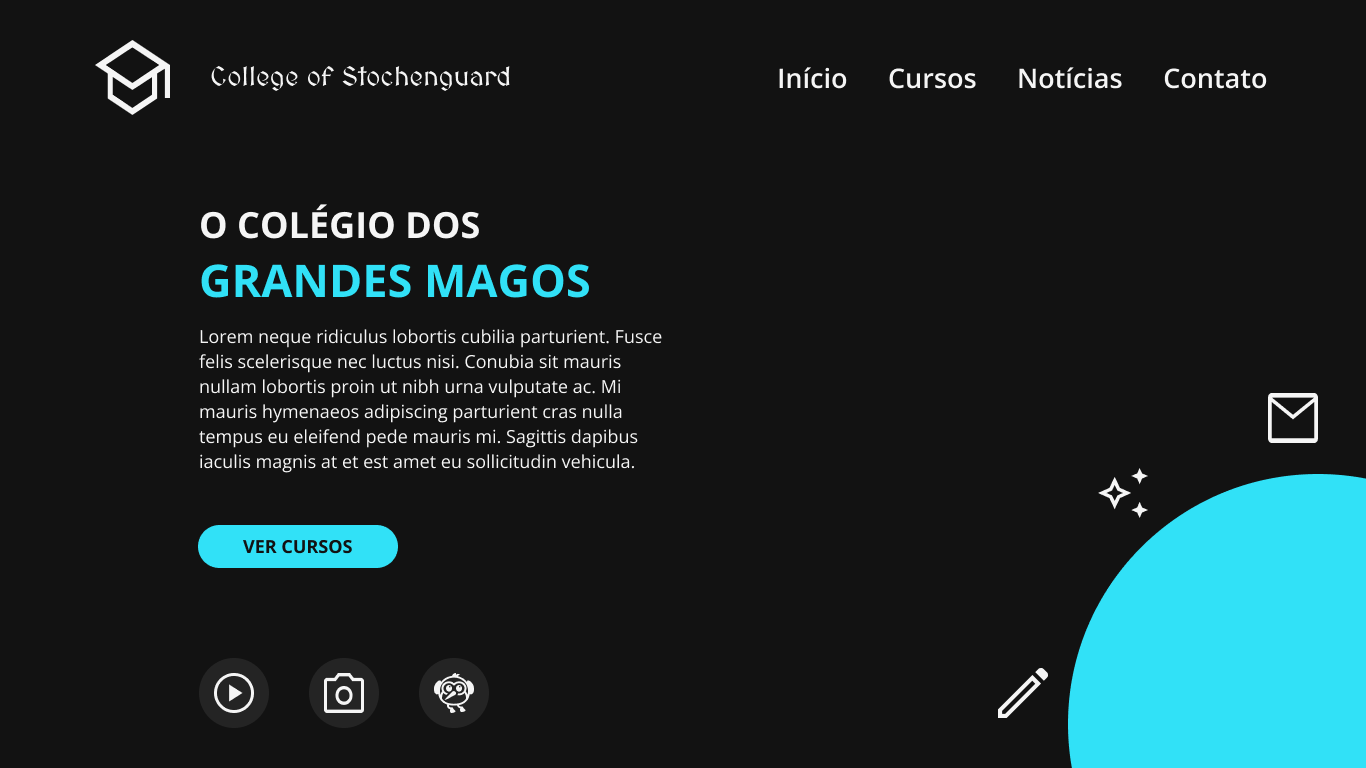 College of Stochenguard
Início
Cursos
Notícias
Contato
O COLÉGIO DOS
GRANDES MAGOS
Lorem neque ridiculus lobortis cubilia parturient. Fusce
felis scelerisque nec luctus nisi. Conubia sit mauris
nullam lobortis proin ut nibh urna vulputate ac. Mi
mauris hymenaeos adipiscing parturient cras nulla
tempus eu eleifend pede mauris mi. Sagittis dapibus
iaculis magnis at et est amet eu sollicitudin vehicula.
VER CURSOS